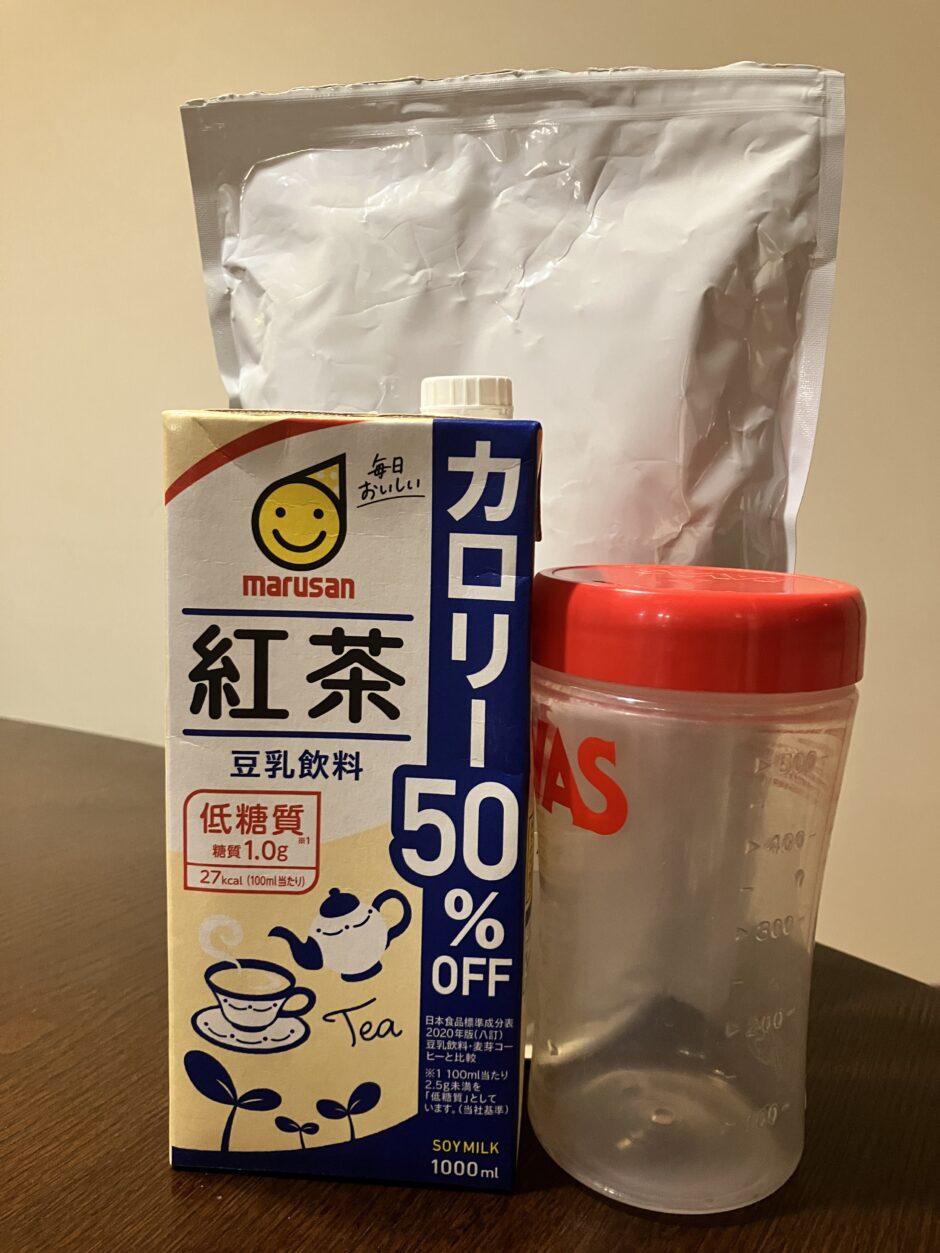 毎日
おいしい
marusan
紅茶
豆乳飲料
低糖質
糖質1.0g※1
27kcal (100ml当たり)
Tea
カロリー
50
%
OFF
日本食品標準成分表
2020年版(八訂)
豆乳飲料・麦芽コー
ヒーと比較
※1 100ml当たり
2.5g未満を
「低糖質」として
います。(当社基準)
SOYMILK
1000ml
VAS
500
400
300
200
100